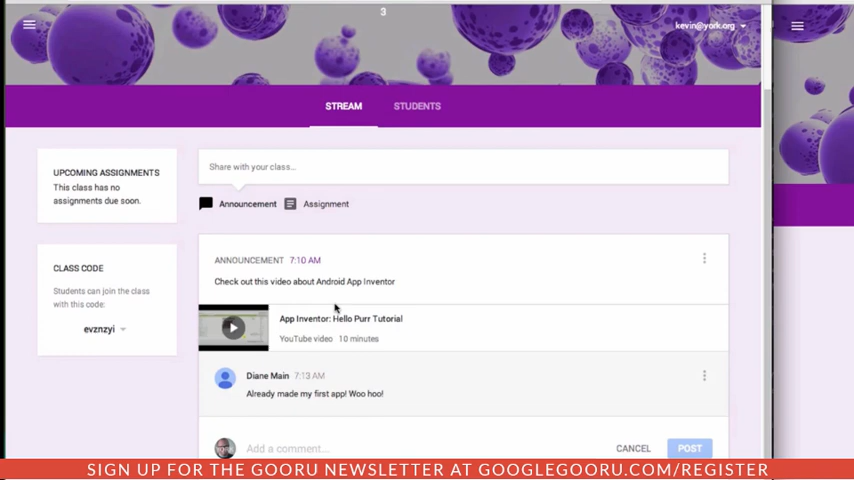 3
kevin@york.org
STREAM STUDENTS
UPCOMING ASSIGNMENTS
This class has no
assignments due soon.
Share with your class...
Announcement Assignment
CLASS CODE
Students can join the class
with this code:
evznzyi
ANNOUNCEMENT 7:10 AM
Check out this video about Android App Inventor
App Inventor: Hello Purr Tutorial
YouTube video 10 minutes
Diane Main 7:13 AM
Already made my first app! Woo hoo!
Add a comment...
CANCEL POST
SIGN UP FOR THE GOORU NEWSLETTER AT GOOGLEGOORU.COM/REGISTER